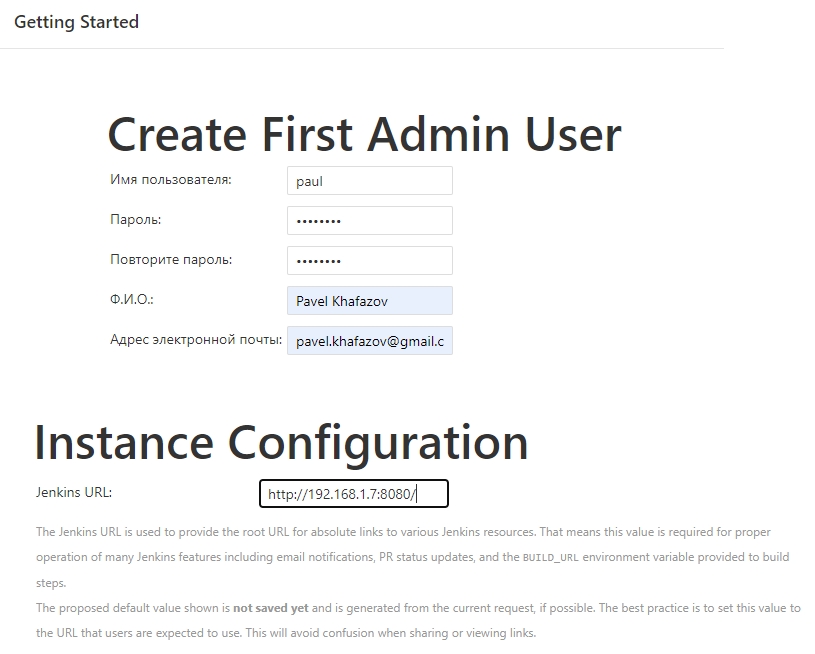 Getting Started
Create First Admin User
Имя пользователя: paul
Пароль: ••••••••
Повторите пароль: ••••••••
Ф.И.О.: Pavel Khafazov
Адрес электронной почты: pavel.khafazov@gmail.c
Instance Configuration
Jenkins URL: http://192.168.1.7:8080/
The Jenkins URL is used to provide the root URL for absolute links to various Jenkins resources. That means this value is required for proper
operation of many Jenkins features including email notifications, PR status updates, and the BUILD_URL environment variable provided to build
steps.
The proposed default value shown is not saved yet and is generated from the current request, if possible. The best practice is to set this value to
the URL that users are expected to use. This will avoid confusion when sharing or viewing links.